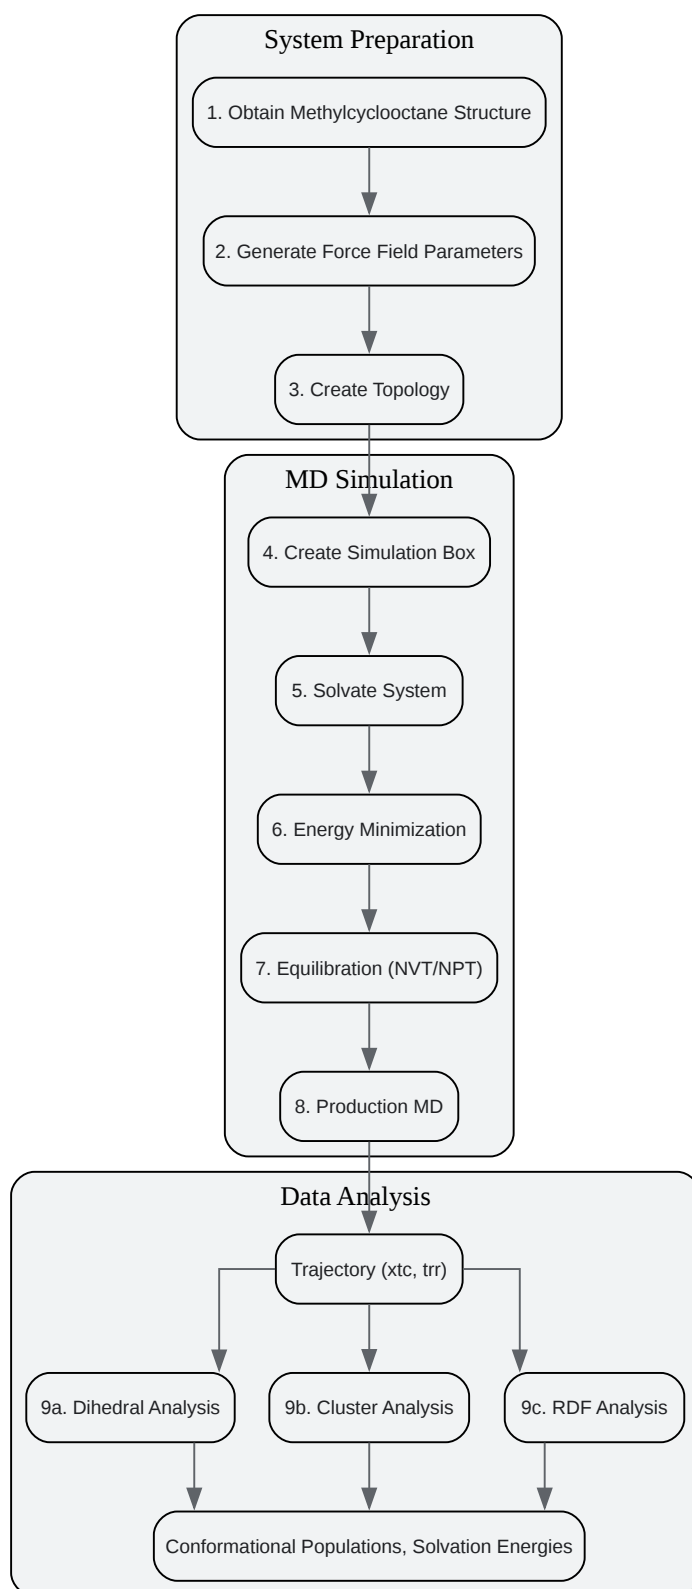 System Preparation
1. Obtain Methylcyclooctane Structure
2. Generate Force Field Parameters
3. Create Topology
MD Simulation
4. Create Simulation Box
5. Solvate System
6. Energy Minimization
7. Equilibration (NVT/NPT)
8. Production MD
Data Analysis
Trajectory (xtc, trr)
9a. Dihedral Analysis
9b. Cluster Analysis
9c. RDF Analysis
Conformational Populations, Solvation Energies